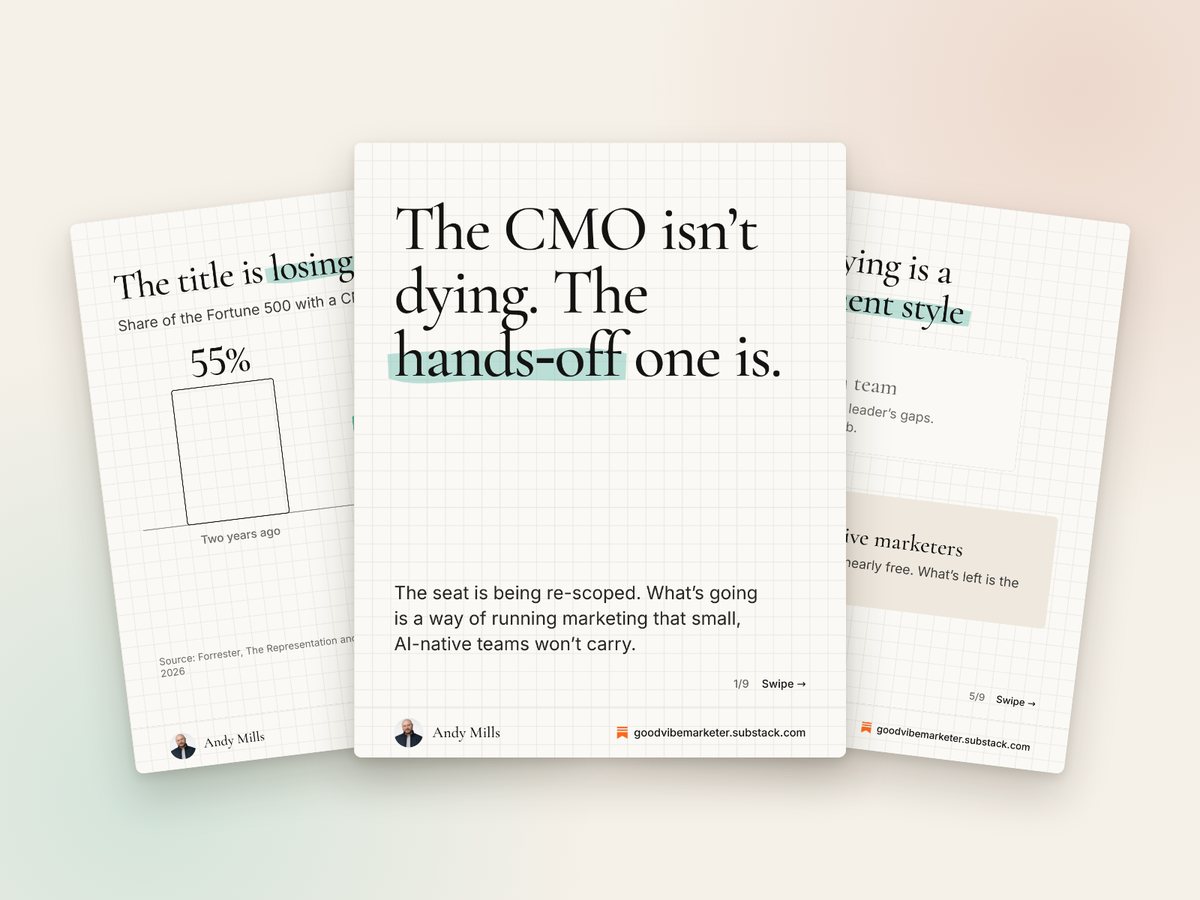 The title is losing
Share of the Fortune 500 with a
55%
Two years ago
Source: Forrester, The Representation and
2026
Andy Mills
The CMO isn’t
dying. The
hands-off one is.
The seat is being re-scoped. What’s going
is a way of running marketing that small,
AI-native teams won’t carry.
1/9 Swipe →
Andy Mills
goodvibemarketer.substack.com
is a
style
team
leader’s gaps.
marketers
nearly free. What’s left is the
5/9 Swipe →
goodvibemarketer.substack.com